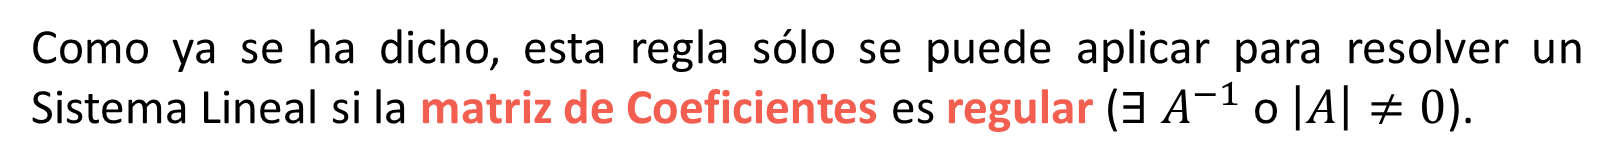 Como ya se ha dicho, esta regla sólo se puede aplicar para resolver un
Sistema Lineal si la matriz de Coeficientes es regular (∃ A⁻¹ o |A| ≠ 0).